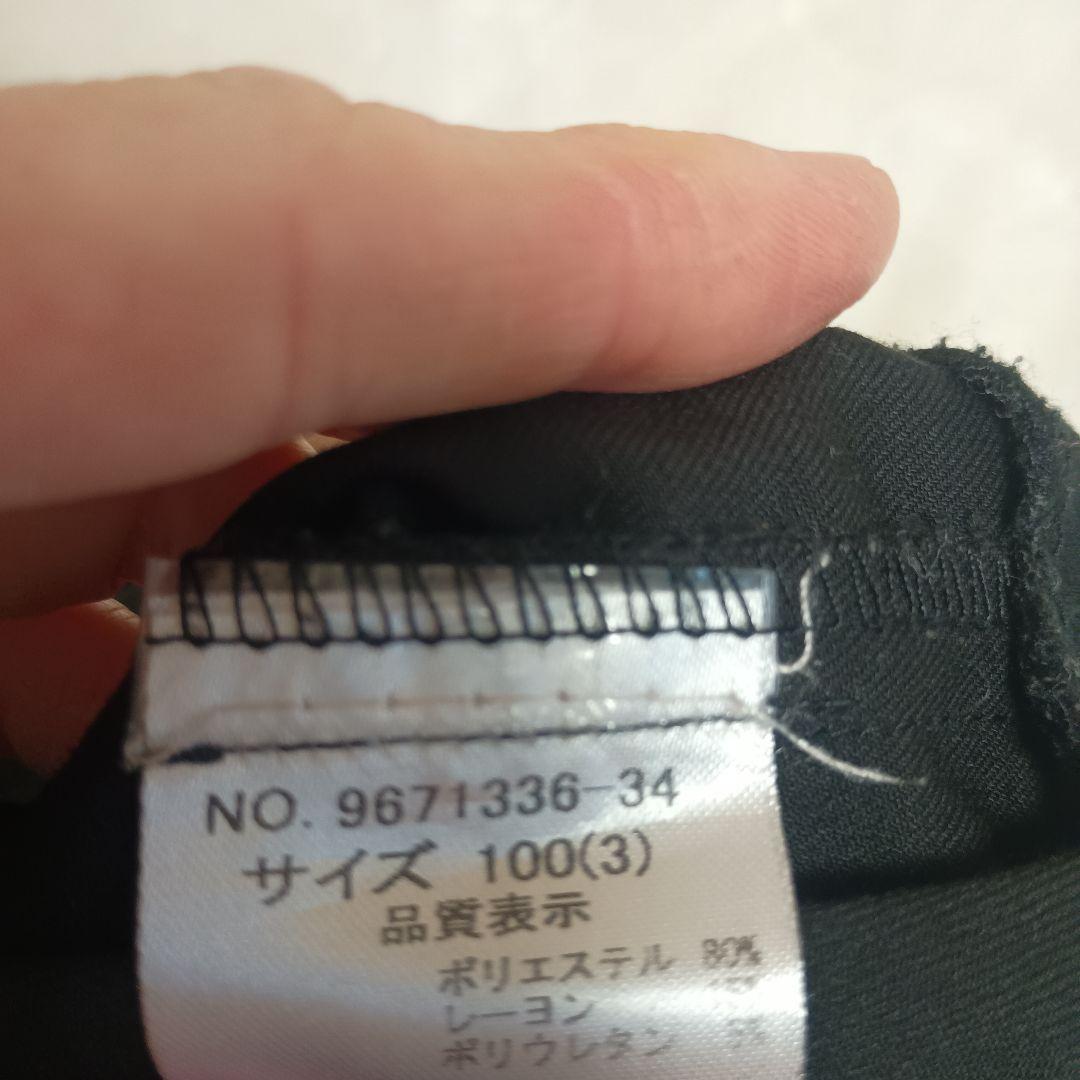 NO. 9671336-34
サイズ 100(3)
品質表示
ポリエステル 80%
レーヨン
ポリウレタン